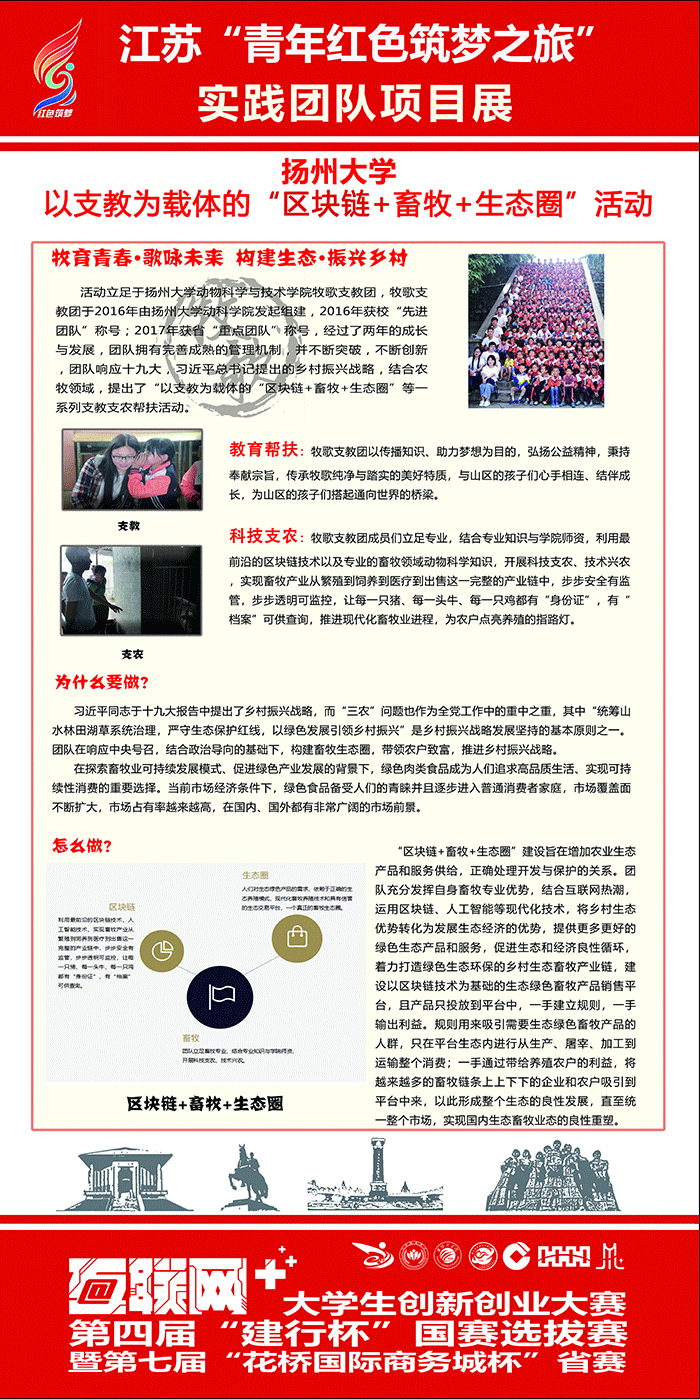 红色筑梦
江苏“青年红色筑梦之旅”
实践团队项目展
扬州大学
以支教为载体的“区块链+畜牧+生态圈”活动
牧育青春·歌咏未来 构建生态·振兴乡村
活动立足于扬州大学动物科学与技术学院牧歌支教团，牧歌支
教团于2016年由扬州大学动科学院发起组建，2016年获校“先进
团队”称号；2017年获省“重点团队”称号，经过了两年的成长
与发展，团队拥有完善成熟的管理机制，并不断突破，不断创新
，团队响应十九大，习近平总书记提出的乡村振兴战略，结合农
牧领域，提出了“以支教为载体的“区块链+畜牧+生态圈”等一
系列支教支农帮扶活动。
支教
教育帮扶：牧歌支教团以传播知识、助力梦想为目的，弘扬公益精神，秉持
奉献宗旨，传承牧歌纯净与踏实的美好特质，与山区的孩子们心手相连、结伴成
长，为山区的孩子们搭起通向世界的桥梁。
科技支农：牧歌支教团成员们立足专业，结合专业知识与学院师资，利用最
前沿的区块链技术以及专业的畜牧领域动物科学知识，开展科技支农、技术兴农
，实现畜牧产业从繁殖到饲养到医疗到出售这一完整的产业链中，步步安全有监
管，步步透明可监控，让每一只猪、每一头牛、每一只鸡都有“身份证”，有“
档案”可供查询，推进现代化畜牧业进程，为农户点亮养殖的指路灯。
支农
为什么要做?
习近平同志于十九大报告中提出了乡村振兴战略，而“三农”问题也作为全党工作中的重中之重，其中“统筹山
水林田湖草系统治理，严守生态保护红线，以绿色发展引领乡村振兴”是乡村振兴战略发展坚持的基本原则之一。
团队在响应中央号召，结合政治导向的基础下，构建畜牧生态圈，带领农户致富，推进乡村振兴战略。
在探索畜牧业可持续发展模式、促进绿色产业发展的背景下，绿色肉类食品成为人们追求高品质生活、实现可持
续性消费的重要选择。当前市场经济条件下，绿色食品备受人们的青睐并且逐步进入普通消费者家庭，市场覆盖面
不断扩大，市场占有率越来越高，在国内、国外都有非常广阔的市场前景。
怎么做?
生态圈
人们对生态绿色产品的需求、依赖于正确的生
态养殖模式、现代化畜牧养殖技术和具有信誉
的生态交易平台，一个真正的畜牧生态圈。
区块链
利用最前沿的区块链技术、人
工智能技术、实现畜牧产业从
繁殖到饲养到医疗到出售这一
完整的产业链中，步步安全有
监管，步步透明可监控，让每
一只猪、每一头牛、每一只鸡
都有“身份证”，有“档案”
可供查询。
畜牧
团队立足畜牧专业，结合专业知识与学院师资，
开展科技支农、技术兴农。
区块链+畜牧+生态圈
“区块链+畜牧+生态圈”建设旨在增加农业生态
产品和服务供给，正确处理开发与保护的关系。团
队充分发挥自身畜牧专业优势，结合互联网热潮，
运用区块链、人工智能等现代化技术，将乡村生态
优势转化为发展生态经济的优势，提供更多更好的
绿色生态产品和服务，促进生态和经济良性循环，
着力打造绿色生态环保的乡村生态畜牧产业链，建
设以区块链技术为基础的生态绿色畜牧产品销售平
台，且产品只投放到平台中，一手建立规则，一手
输出利益。规则用来吸引需要生态绿色畜牧产品的
人群，只在平台生态内进行从生产、屠宰、加工到
运输整个消费；一手通过带给养殖农户的利益，将
越来越多的畜牧链条上上下下的企业和农户吸引到
平台中来，以此形成整个生态的良性发展，直至统
一整个市场，实现国内生态畜牧业态的良性重塑。
互联网+
大学生创新创业大赛
第四届“建行杯”国赛选拔赛
暨第七届“花桥国际商务城杯”省赛